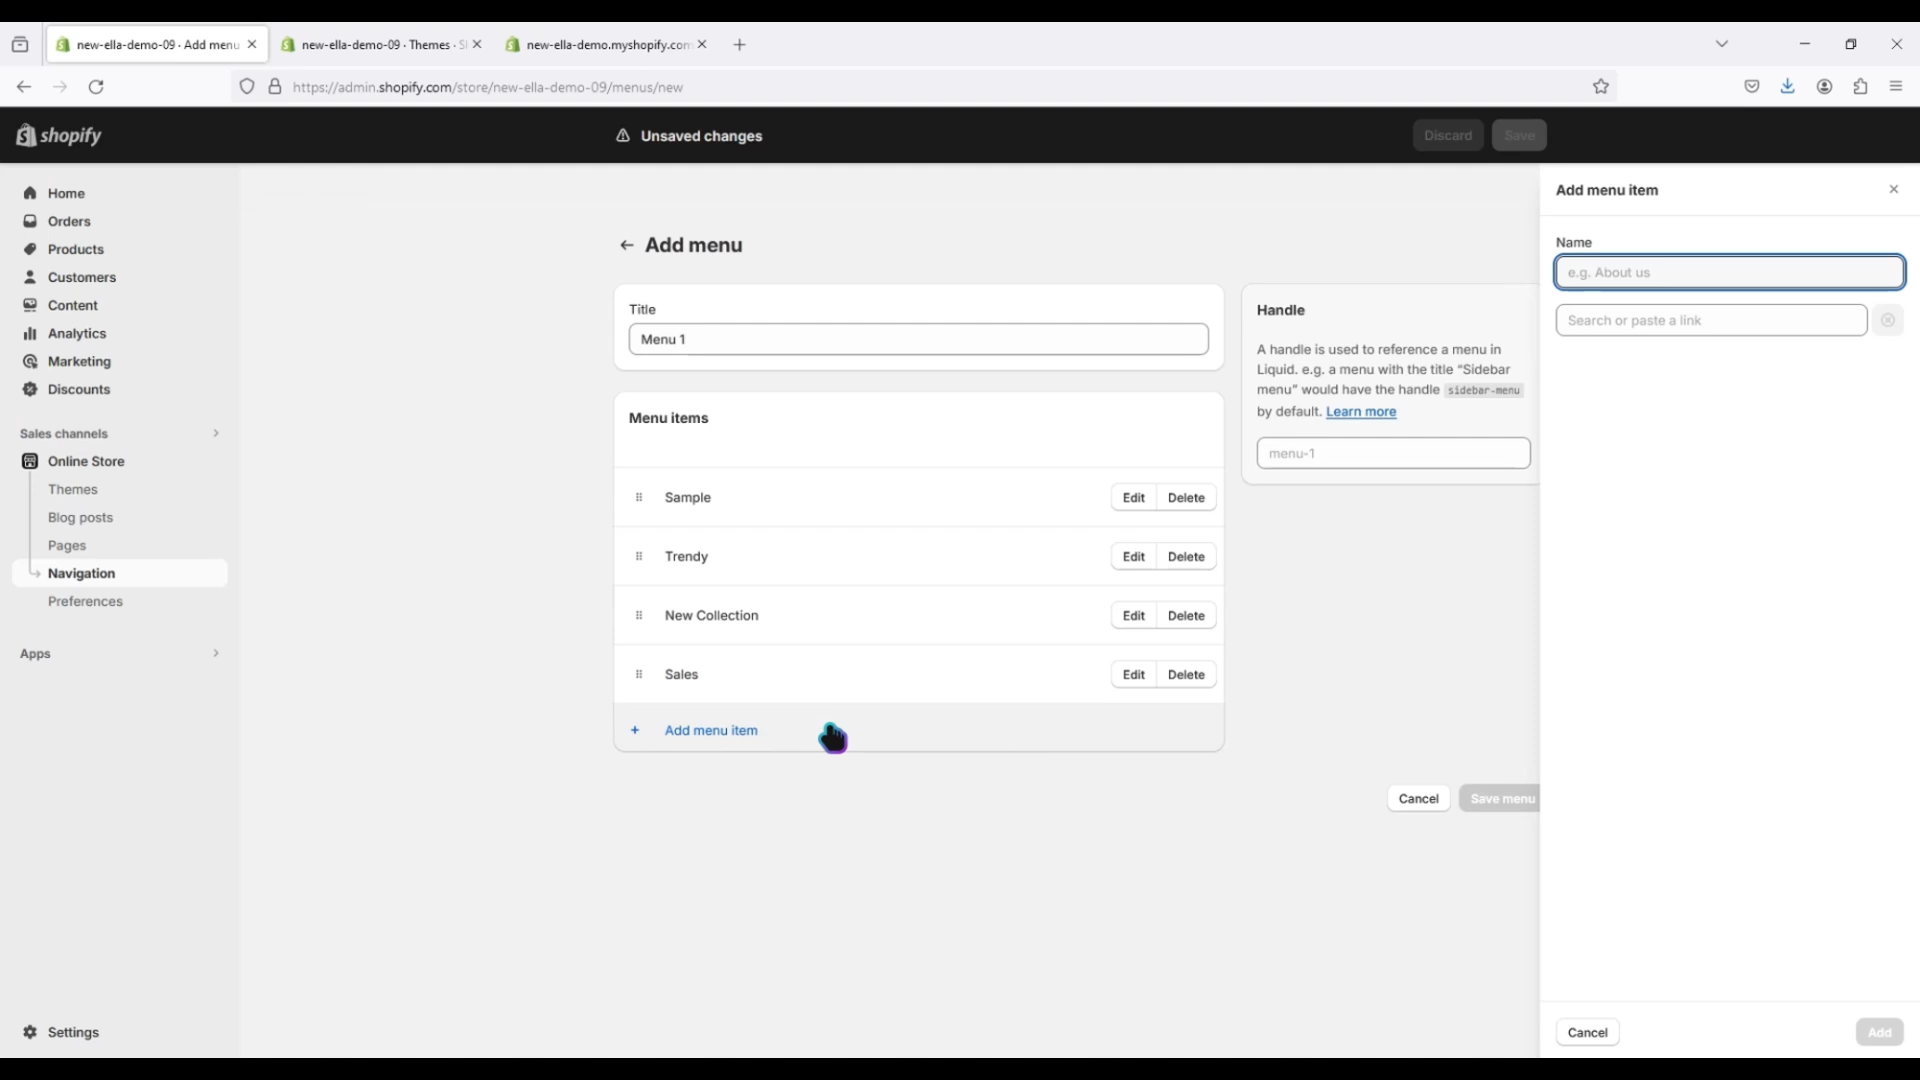 new-ella-demo-09 · Add menu
new-ella-demo-09 · Themes · S
new-ella-demo.myshopify.com
https://admin.shopify.com/store/new-ella-demo-09/menus/new
shopify
Unsaved changes
Discard
Save
Home
Orders
Products
Customers
Content
Analytics
Marketing
Discounts
Sales channels
Online Store
Themes
Blog posts
Pages
Navigation
Preferences
Apps
Settings
Add menu
Title
Menu 1
Menu items
Sample
Edit
Delete
Trendy
Edit
Delete
New Collection
Edit
Delete
Sales
Edit
Delete
+ Add menu item
Handle
A handle is used to reference a menu in
Liquid. e.g. a menu with the title “Sidebar
menu” would have the handle sidebar-menu
by default. Learn more
menu-1
Cancel
Save menu
Add menu item
Name
e.g. About us
Search or paste a link
Cancel
Add